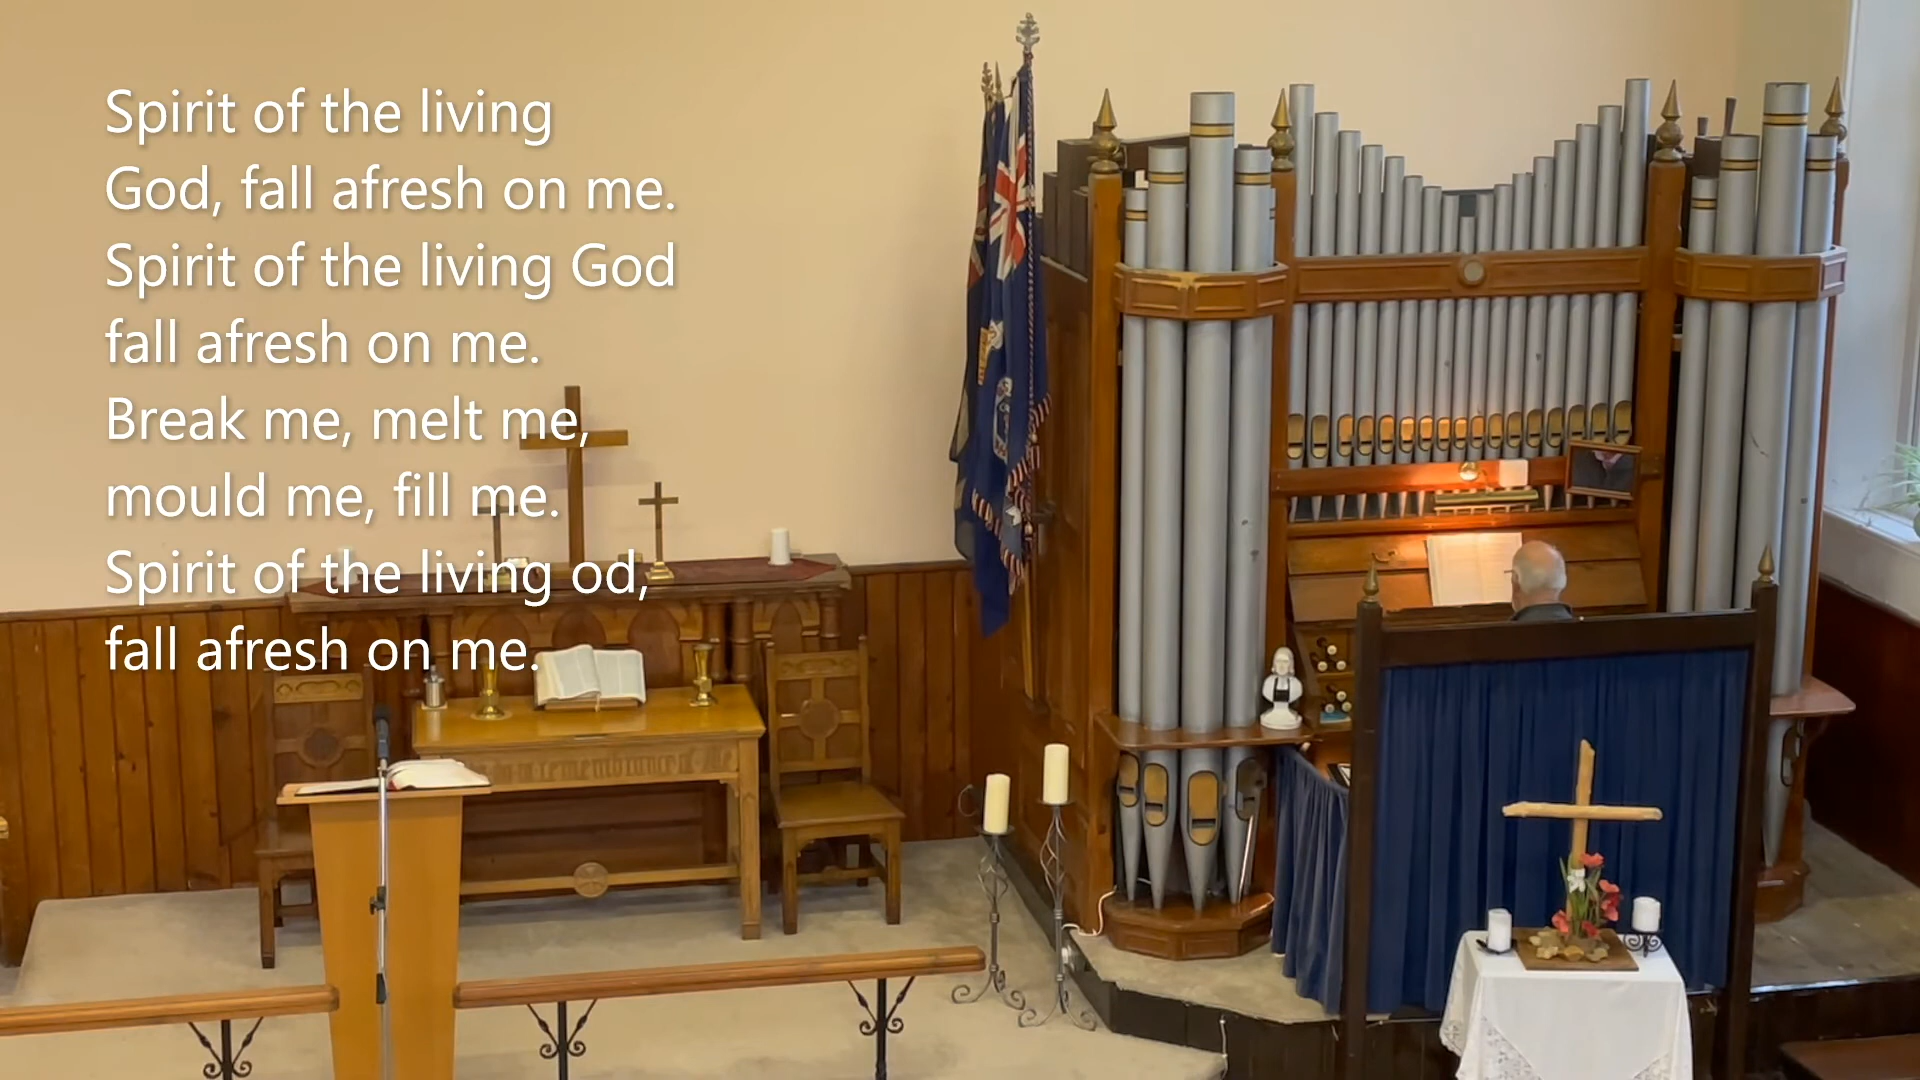 Spirit of the living
God, fall afresh on me.
Spirit of the living God
fall afresh on me.
Break me, melt me,
mould me, fill me.
Spirit of the living od,
fall afresh on me.